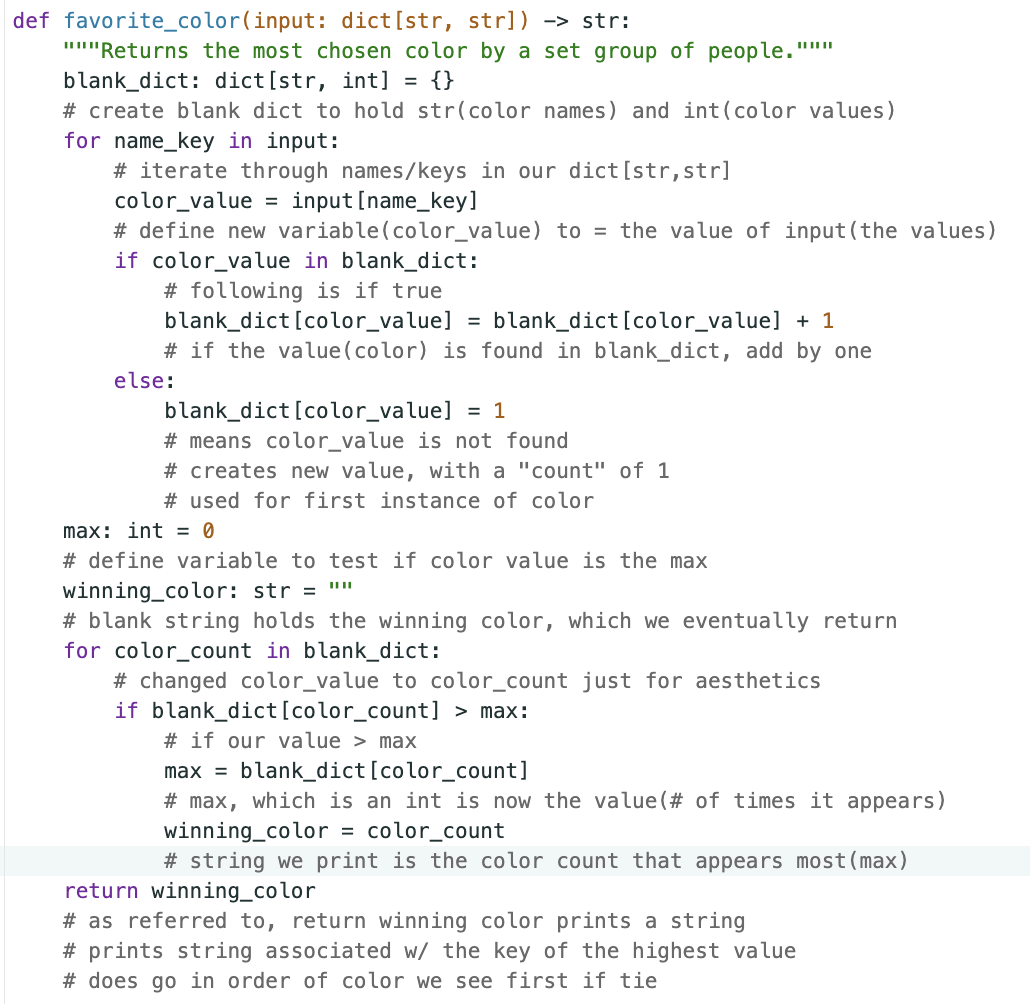 def favorite_color(input: dict[str, str]) -> str:
    """Returns the most chosen color by a set group of people."""
    blank_dict: dict[str, int] = {}
    # create blank dict to hold str(color names) and int(color values)
    for name_key in input:
        # iterate through names/keys in our dict[str,str]
        color_value = input[name_key]
        # define new variable(color_value) to = the value of input(the values)
        if color_value in blank_dict:
            # following is if true
            blank_dict[color_value] = blank_dict[color_value] + 1
            # if the value(color) is found in blank_dict, add by one
        else:
            blank_dict[color_value] = 1
            # means color_value is not found
            # creates new value, with a "count" of 1
            # used for first instance of color
    max: int = 0
    # define variable to test if color value is the max
    winning_color: str = ""
    # blank string holds the winning color, which we eventually return
    for color_count in blank_dict:
        # changed color_value to color_count just for aesthetics
        if blank_dict[color_count] > max:
            # if our value > max
            max = blank_dict[color_count]
            # max, which is an int is now the value(# of times it appears)
            winning_color = color_count
            # string we print is the color count that appears most(max)
    return winning_color
    # as referred to, return winning color prints a string
    # prints string associated w/ the key of the highest value
    # does go in order of color we see first if tie